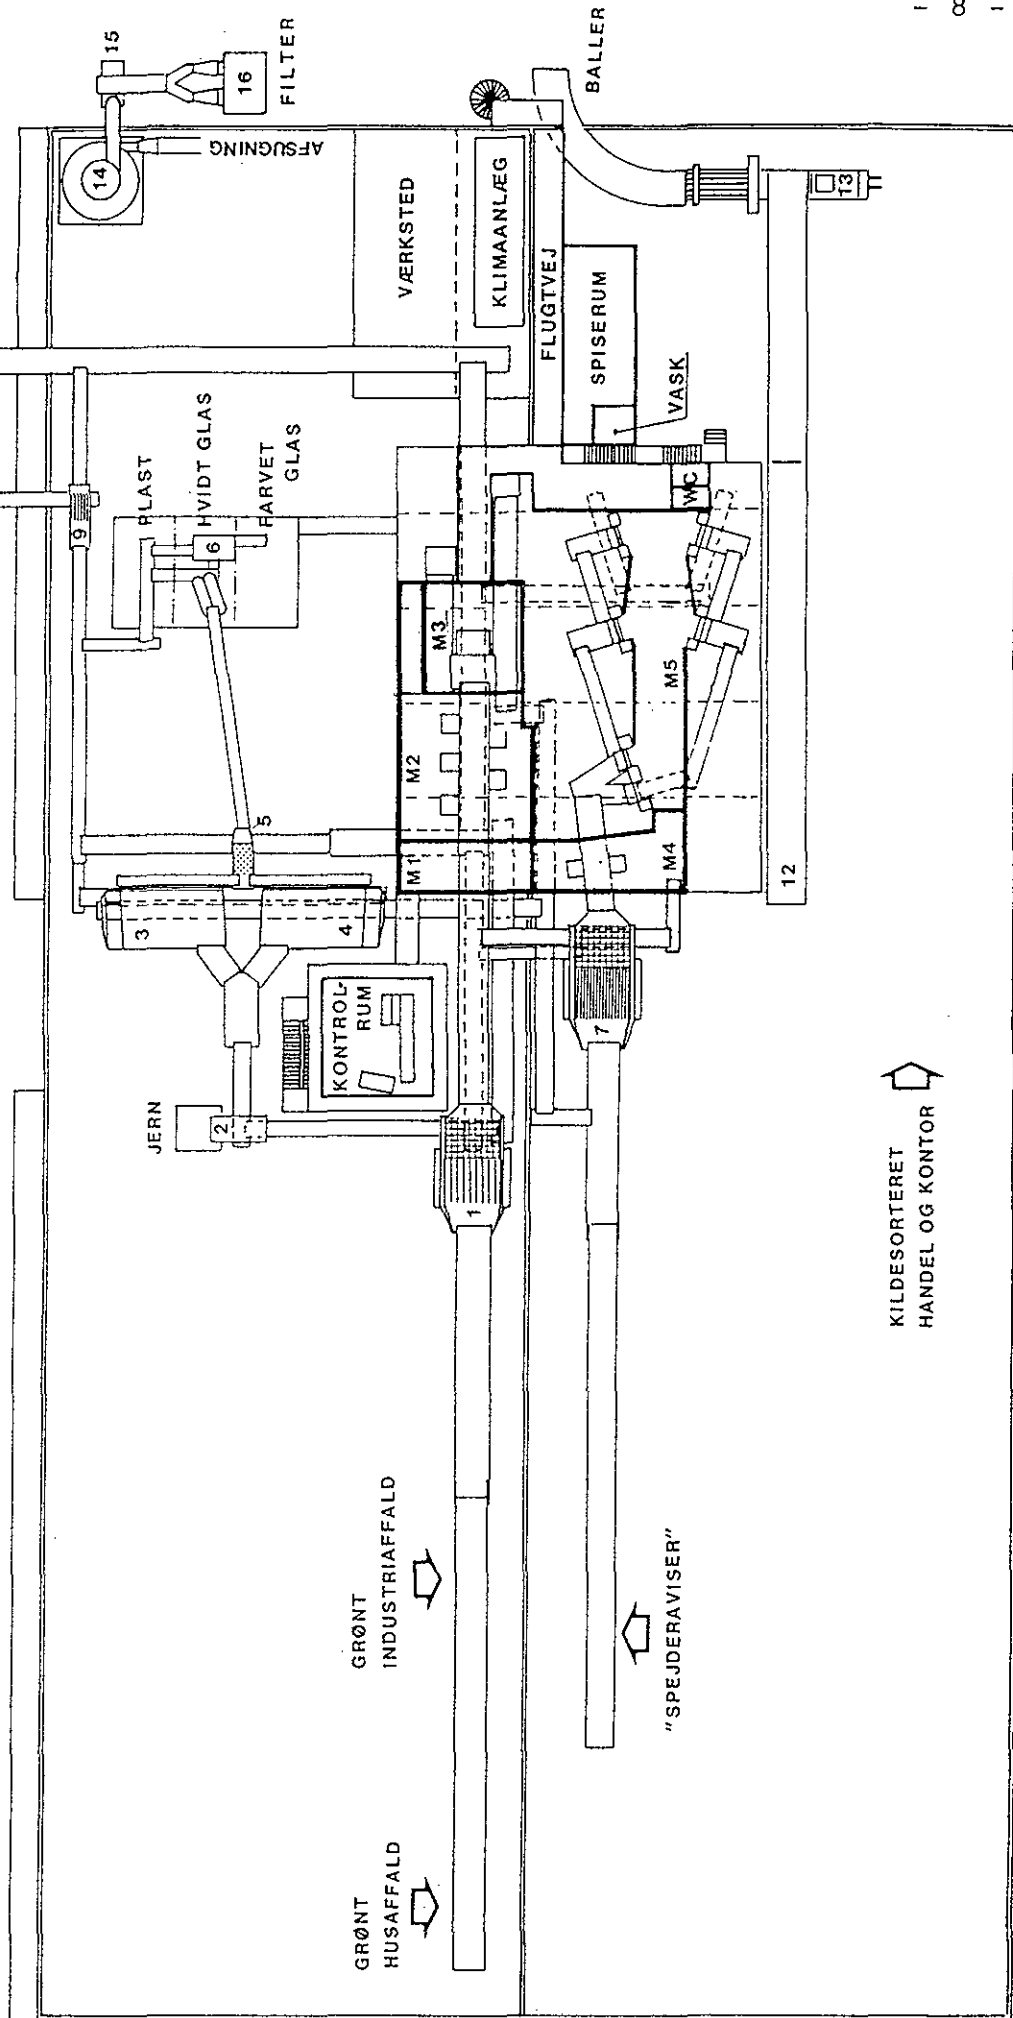 15
16
FILTER
14
AFSUGNING
BALLER
VÆRKSTED
KLIMAANLÆG
FLUGTVEJ
SPISERUM
VASK
13
PLAST
HVIDT GLAS
FARVET
GLAS
9
6
WC
M3
M2
M5
M1
M4
5
3
4
12
KONTROL-
RUM
JERN
2
1
7
KILDESORTERET
HANDEL OG KONTOR
GRØNT
INDUSTRIAFFALD
"SPEJDERAVISER"
GRØNT
HUSAFFALD